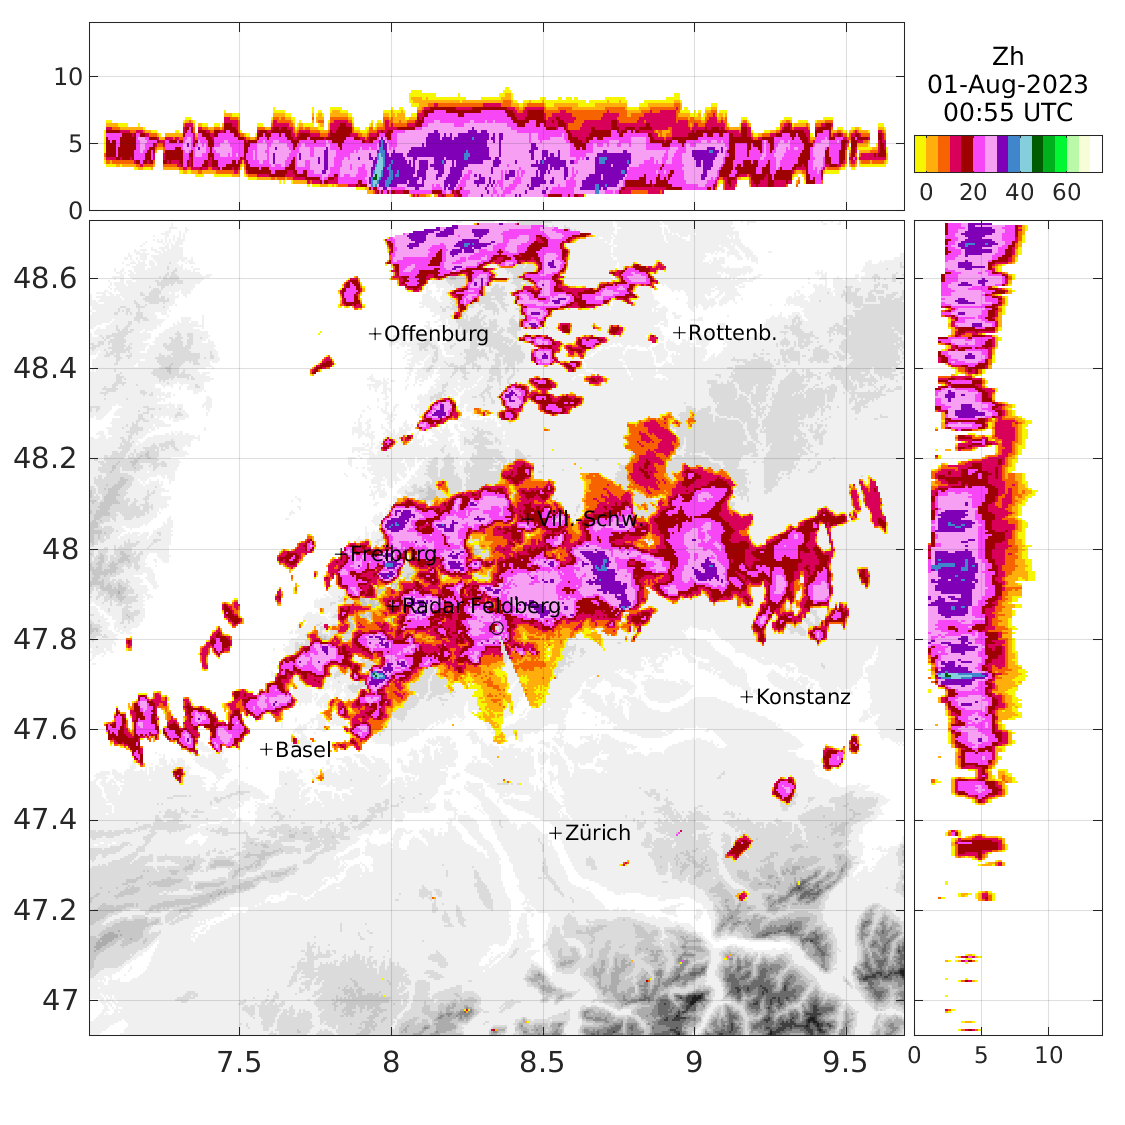 10
5
0
Zh
01-Aug-2023
00:55 UTC
0 20 40 60
48.6
48.4
48.2
48
47.8
47.6
47.4
47.2
47
+Offenburg
+Rottenb.
+Vill.-Schw.
+Freiburg
+Radar Feldberg
+Konstanz
+Basel
+Zürich
7.5 8 8.5 9 9.5
0 5 10